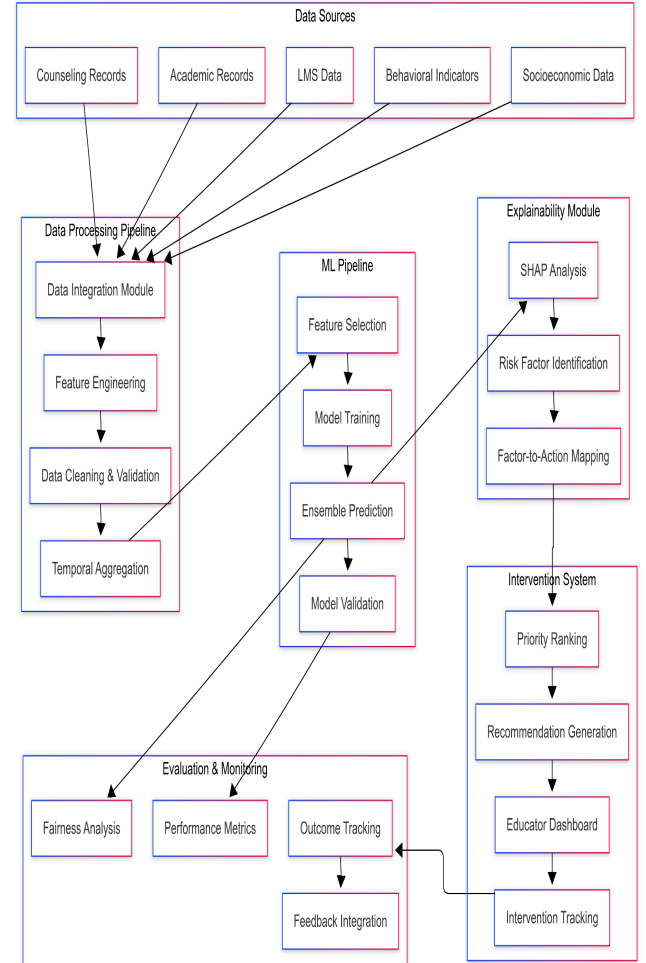 Data Sources
Counseling Records
Academic Records
LMS Data
Behavioral Indicators
Socioeconomic Data
Data Processing Pipeline
Data Integration Module
Feature Engineering
Data Cleaning & Validation
Temporal Aggregation
ML Pipeline
Feature Selection
Model Training
Ensemble Prediction
Model Validation
Explainability Module
SHAP Analysis
Risk Factor Identification
Factor-to-Action Mapping
Intervention System
Priority Ranking
Recommendation Generation
Educator Dashboard
Intervention Tracking
Evaluation & Monitoring
Fairness Analysis
Performance Metrics
Outcome Tracking
Feedback Integration